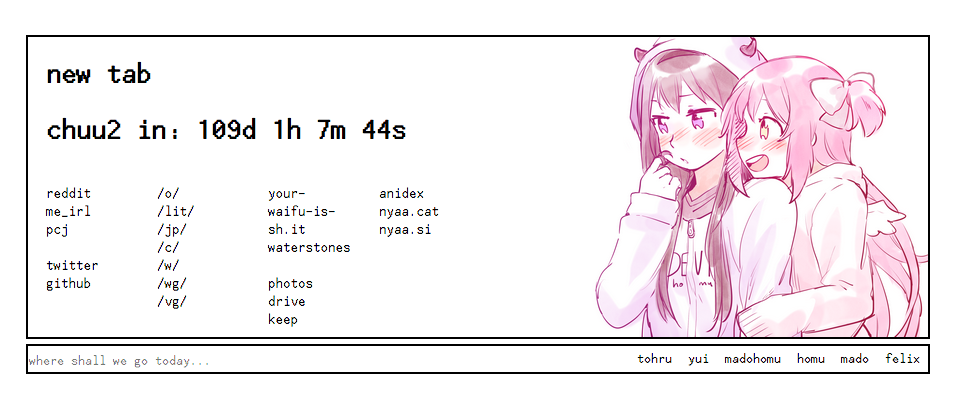 new tab
chuu2 in: 109d 1h 7m 44s
reddit
me_irl
pcj
twitter
github
/o/
/lit/
/jp/
/c/
/w/
/wg/
/vg/
your-
waifu-is-
sh.it
waterstones
photos
drive
keep
anidex
nyaa.cat
nyaa.si
ho mu
where shall we go today...
tohru yui madohomu homu mado felix